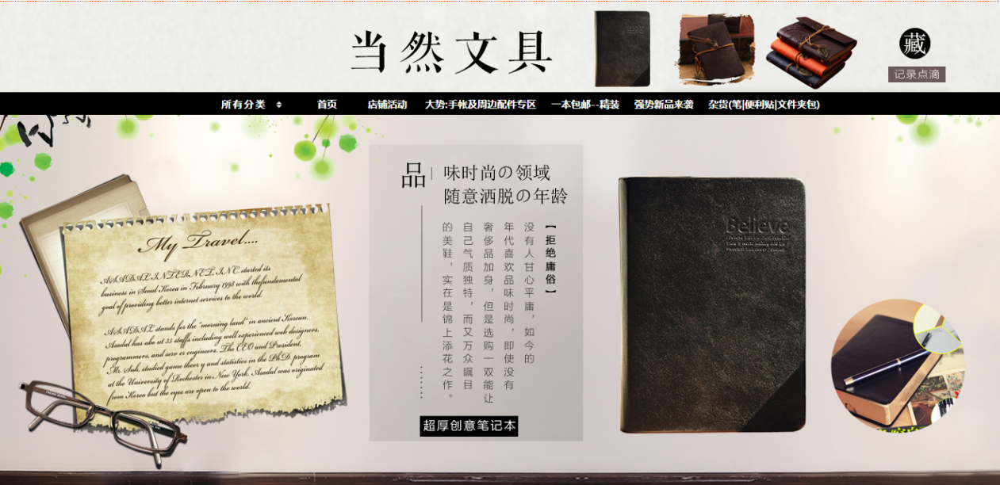 当然文具
藏
记录点滴
所有分类
首页
店铺活动
大势:手帐及周边配件专区
一本包邮--精装
强势新品来袭
杂货(笔|便利贴|文件夹包)
My Travel....
ASADAL INTERNET, INC. started its
business in Seoul Korea in February 1998 with the fundamental
goal of providing better internet services to the world.
ASADAL stands for the "morning land" in ancient Korean.
Asadal has abo ut 35 staffs including well experienced web designers,
programmers, and serv er engineers. The CEO and President,
Mr. Suh, studied game theor y and statistics in the Ph.D. program
at the University of Rochester in New York. Asadal was originated
from Korea but the eyes are open to the world.
品
味时尚の领域
随意洒脱の年龄
【拒绝庸俗】
没有人甘心平庸，如今的
年代喜欢品味时尚，即使没有
奢侈品加身，但是选购一双能让
自己气质独特，而又万众瞩目
的美鞋，实在是锦上添花之作。
超厚创意笔记本
Believe